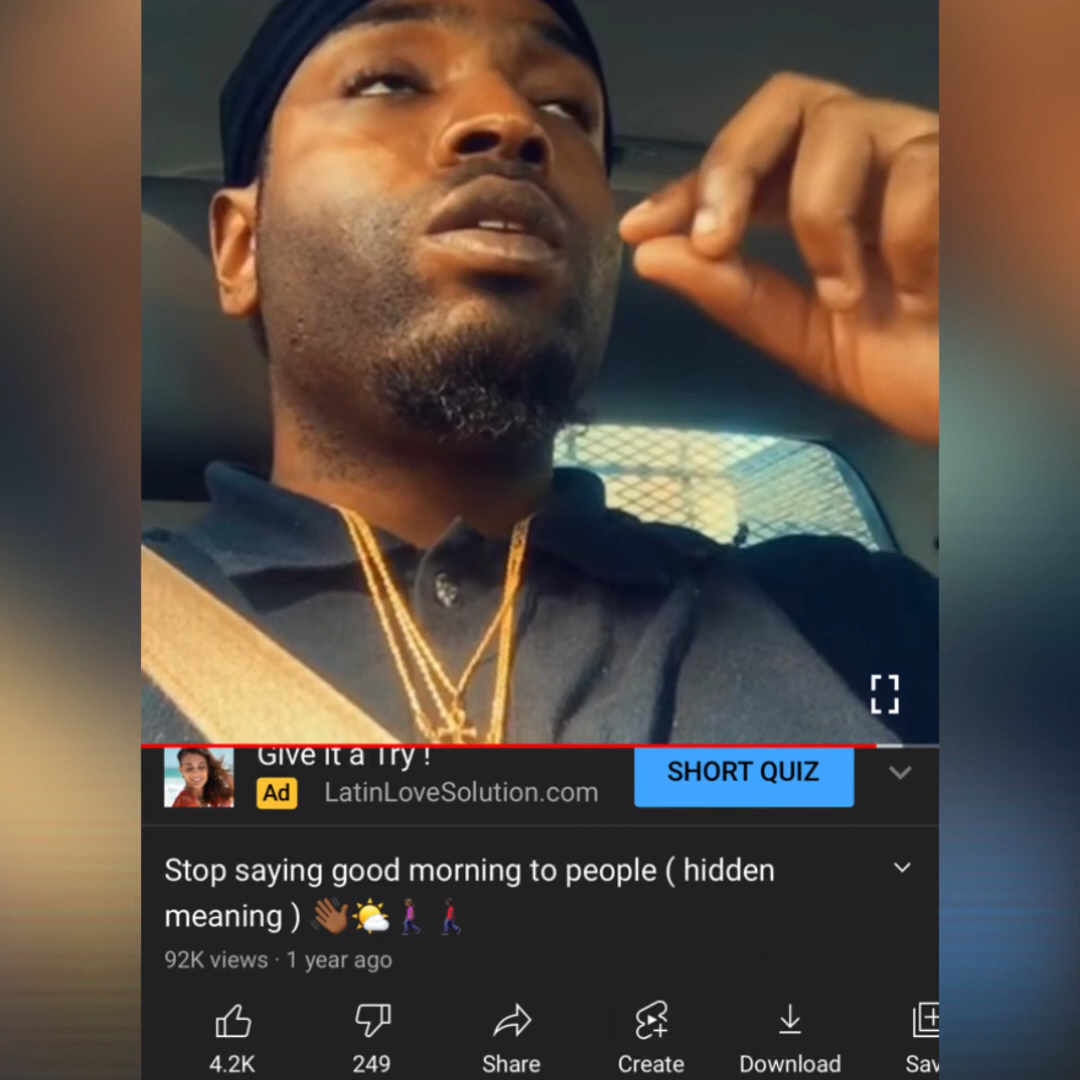 Give It a Try !
Ad LatinLoveSolution.com
SHORT QUIZ
Stop saying good morning to people ( hidden
meaning ) 👋🏾🌤️🚶🏾‍♀️🚶🏾
92K views · 1 year ago
4.2K 249 Share Create Download Sav